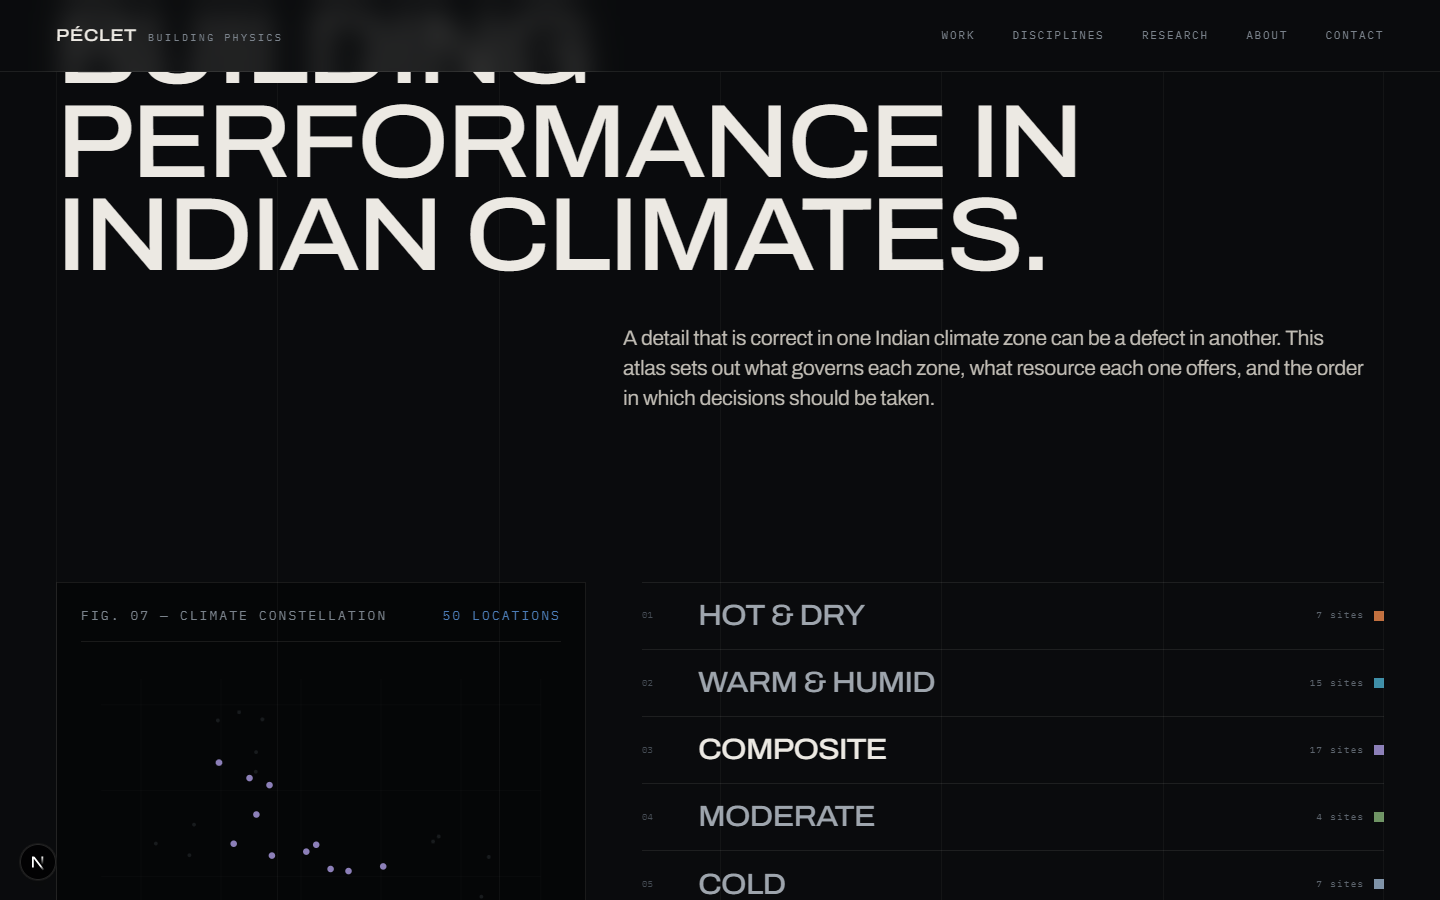 PÉCLET BUILDING PHYSICS
WORK DISCIPLINES RESEARCH ABOUT CONTACT
BUILDING
PERFORMANCE IN
INDIAN CLIMATES.
A detail that is correct in one Indian climate zone can be a defect in another. This
atlas sets out what governs each zone, what resource each one offers, and the order
in which decisions should be taken.
FIG. 07 — CLIMATE CONSTELLATION 50 LOCATIONS
01 HOT & DRY 7 sites
02 WARM & HUMID 15 sites
03 COMPOSITE 17 sites
04 MODERATE 4 sites
05 COLD 7 sites
N